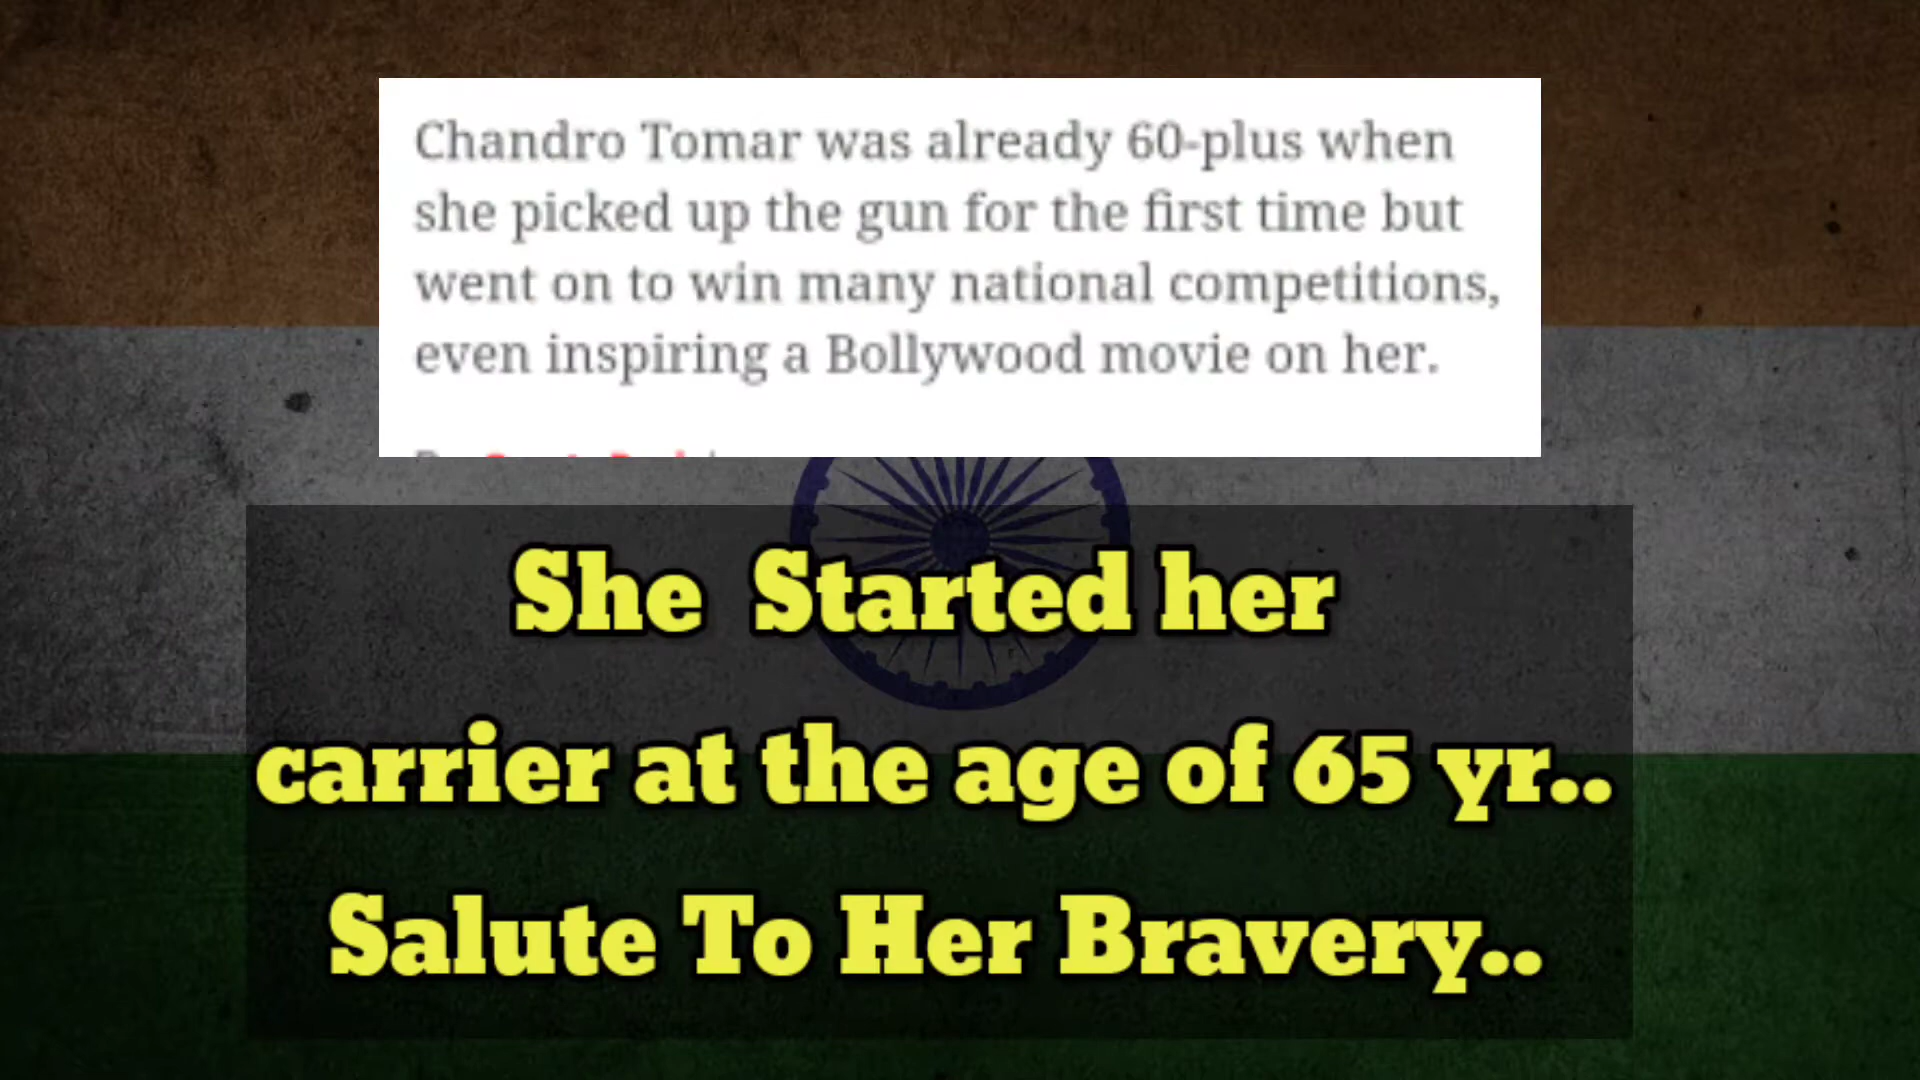 Chandro Tomar was already 60-plus when
she picked up the gun for the first time but
went on to win many national competitions,
even inspiring a Bollywood movie on her.
She Started her
carrier at the age of 65 yr..
Salute To Her Bravery..